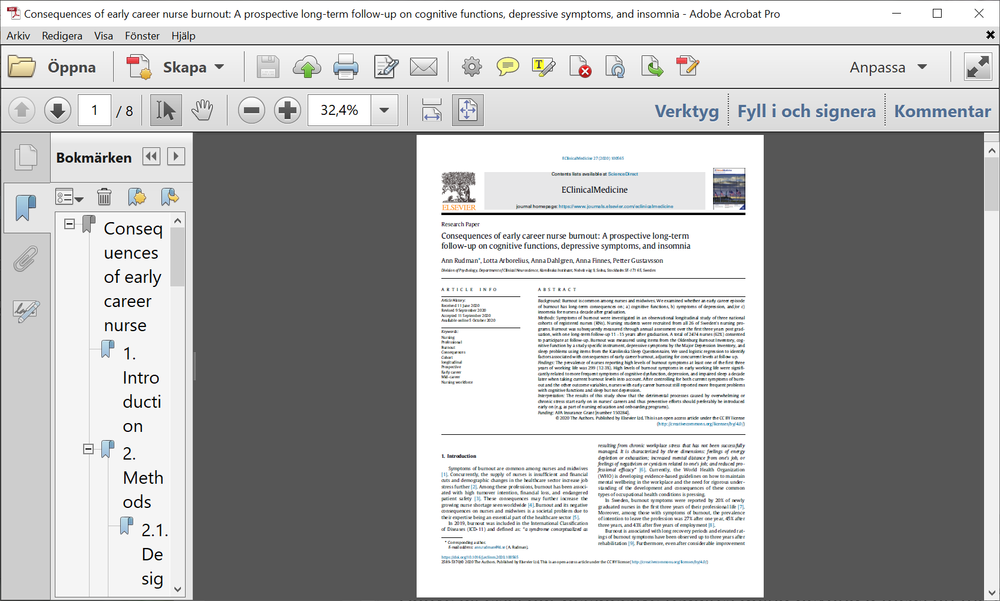 Consequences of early career nurse burnout: A prospective long-term follow-up on cognitive functions, depressive symptoms, and insomnia - Adobe Acrobat Pro
Arkiv Redigera Visa Fönster Hjälp
Öppna Skapa Anpassa
1 / 8 32,4% Verktyg Fyll i och signera Kommentar
Bokmärken
Conseq
uences
of early
career
nurse
1.
Intro
ducti
on
2.
Meth
ods
2.1.
De
sig
EClinicalMedicine 27 (2020) 100565
Contents lists available at ScienceDirect
EClinicalMedicine
journal homepage: https://www.journals.elsevier.com/eclinicalmedicine
ELSEVIER
Research Paper
Consequences of early career nurse burnout: A prospective long-term
follow-up on cognitive functions, depressive symptoms, and insomnia
Ann Rudman*, Lotta Arborelius, Anna Dahlgren, Anna Finnes, Petter Gustavsson
Division of Psychology, Department of Clinical Neuroscience, Karolinska Institutet, Nobels väg 9, Solna, Stockholm SE-171 65, Sweden
ARTICLE INFO
Article History:
Received 11 June 2020
Revised 9 September 2020
Accepted 11 September 2020
Available online 5 October 2020
Keywords:
Nursing
Professional
Burnout
Consequences
Cohort
longitudinal
Prospective
Early career
Mid-career
Nursing workforce
ABSTRACT
Background: Burnout is common among nurses and midwives. We examined whether an early career episode
of burnout has long-term consequences on; a) cognitive functions, b) symptoms of depression, and/or c)
insomnia for nurses a decade after graduation.
Methods: Symptoms of burnout were investigated in an observational longitudinal study of three national
cohorts of registered nurses (RNs). Nursing students were recruited from all 26 of Sweden's nursing pro-
grams. Burnout was subsequently measured through annual assessment over the first three years post grad-
uation, with one long-term follow-up 11–15 years after graduation. A total of 2474 nurses (62%) consented
to participate at follow-up. Burnout was measured using items from the Oldenburg Burnout Inventory, cog-
nitive function by a study specific instrument, depressive symptoms by the Major Depression Inventory, and
sleep problems using items from the Karolinska Sleep Questionnaire. We used logistic regression to identify
factors associated with consequences of early career burnout, adjusting for concurrent levels at follow up.
Findings: The prevalence of nurses reporting high levels of burnout symptoms at least one of the first three
years of working life was 299 (12·3%). High levels of burnout symptoms in early working life were signifi-
cantly related to more frequent symptoms of cognitive dysfunction, depression, and impaired sleep a decade
later when taking current burnout levels into account. After controlling for both current symptoms of burn-
out and the other outcome variables, nurses with early career burnout still reported more frequent problems
with cognitive functions and sleep but not depression.
Interpretation: The results of this study show that the detrimental processes caused by overwhelming or
chronic stress start early on in nurses' careers and thus preventive efforts should preferably be introduced
early on (e.g. as part of nursing education and onboarding programs).
Funding: AFA Insurance Grant [number 150284].
© 2020 The Authors. Published by Elsevier Ltd. This is an open access article under the CC BY license
(http://creativecommons.org/licenses/by/4.0/)
1. Introduction
Symptoms of burnout are common among nurses and midwives
[1]. Concurrently, the supply of nurses is insufficient and financial
cuts and demographic changes in the healthcare sector increase job
stress further [2]. Among these professions, burnout has been associ-
ated with high turnover intention, financial loss, and endangered
patient safety [3]. These consequences may further increase the
growing nurse shortage seen worldwide [4]. Burnout and its negative
consequences on nurses and midwives is a societal problem due to
their expertise being an essential part of the healthcare sector [5].
In 2019, burnout was included in the International Classification
of Diseases (ICD-11) and defined as: "a syndrome conceptualized as
* Corresponding author.
E-mail address: ann.rudman@ki.se (A. Rudman).
resulting from chronic workplace stress that has not been successfully
managed. It is characterized by three dimensions: feelings of energy
depletion or exhaustion; increased mental distance from one's job, or
feelings of negativism or cynicism related to one's job; and reduced pro-
fessional efficacy" [6]. Currently, the World Health Organization
(WHO) is developing evidence-based guidelines on how to maintain
mental wellbeing in the workplace and the need for rigorous under-
standing of the development and consequences of these common
types of occupational health conditions is pressing.
In Sweden, burnout symptoms were reported by 20% of newly
graduated nurses in the first three years of their professional life [7].
Moreover, among those with symptoms of burnout, the prevalence
of intention to leave the profession was 27% after one year, 45% after
three years, and 43% after five years of employment [8].
Burnout is associated with long recovery periods and elevated rat-
ings of burnout symptoms have been observed up to three years after
rehabilitation [9]. Furthermore, even after considerable improvement
https://doi.org/10.1016/j.eclinm.2020.100565
2589-5370/© 2020 The Authors. Published by Elsevier Ltd. This is an open access article under the CC BY license (http://creativecommons.org/licenses/by/4.0/)